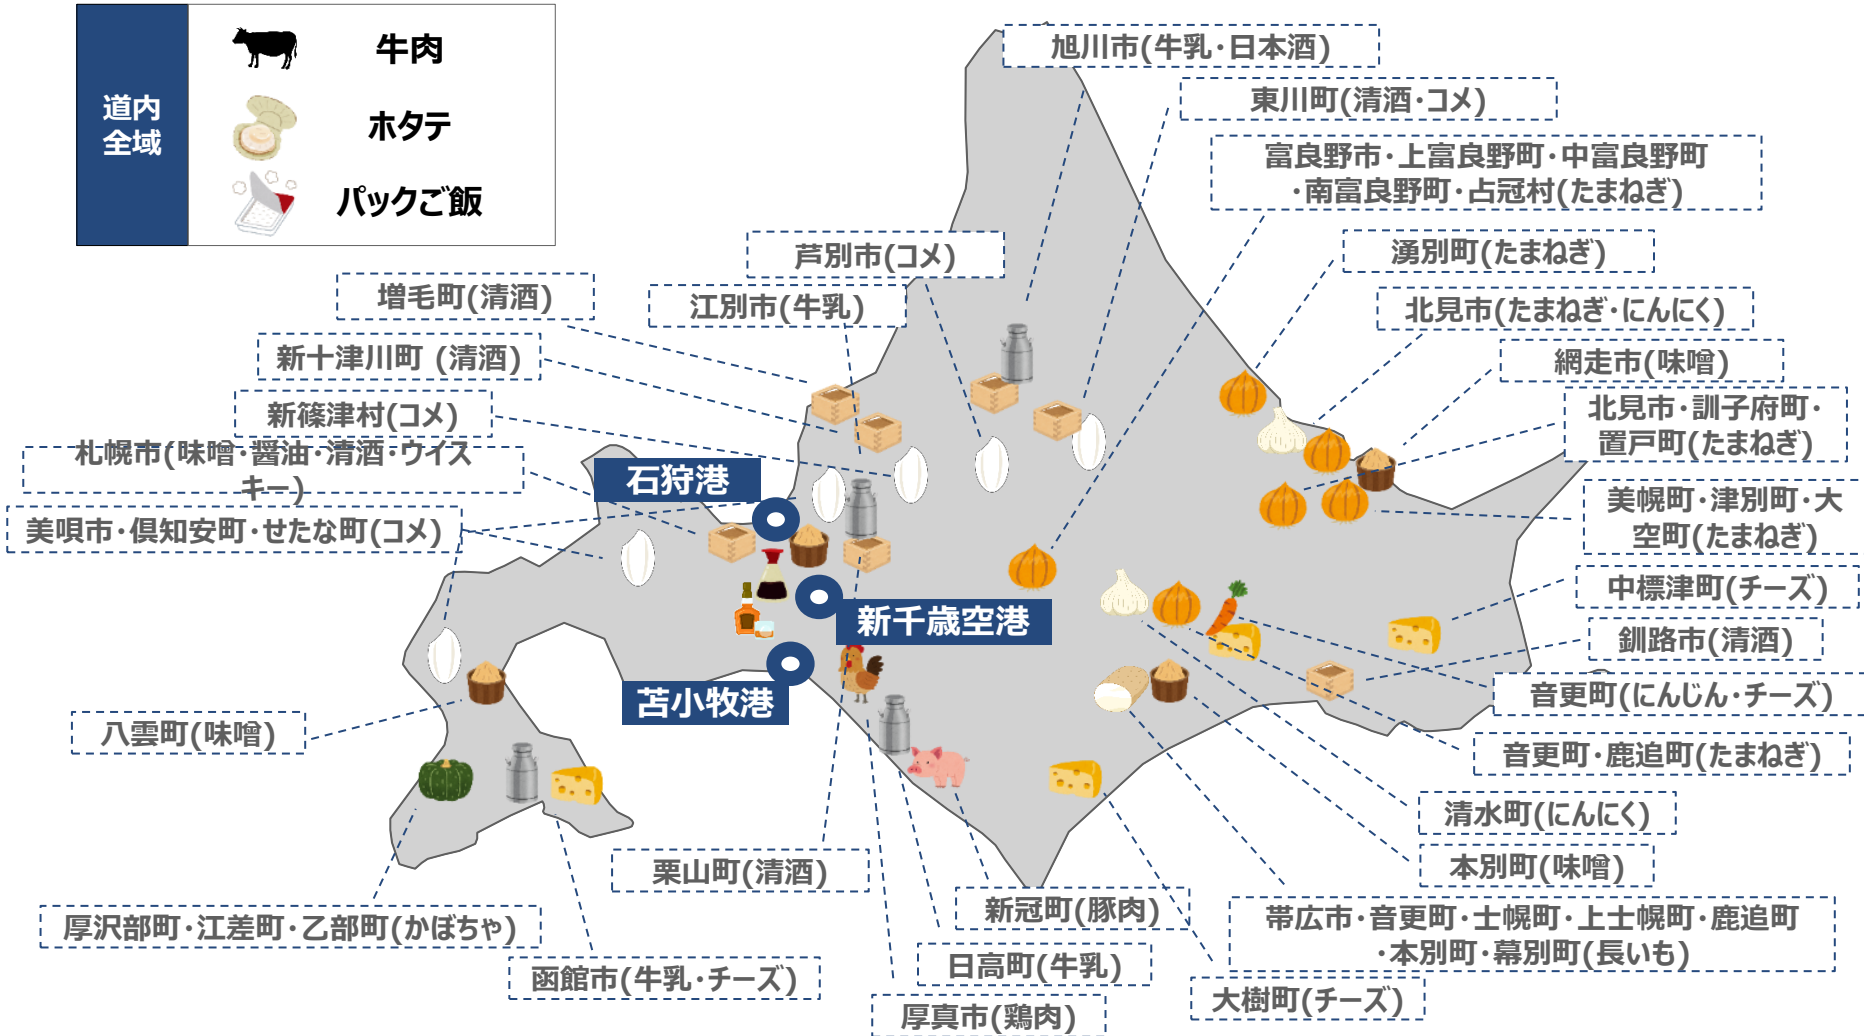 道内
全域
牛肉
ホタテ
パックご飯
旭川市(牛乳・日本酒)
東川町(清酒・コメ)
富良野市・上富良野町・中富良野町
・南富良野町・占冠村(たまねぎ)
芦別市(コメ)
湧別町(たまねぎ)
増毛町(清酒)
江別市(牛乳)
北見市(たまねぎ・にんにく)
新十津川町 (清酒)
網走市(味噌)
新篠津村(コメ)
北見市・訓子府町・
置戸町(たまねぎ)
札幌市(味噌・醤油・清酒・ウイス
キー)
石狩港
美唄市・倶知安町・せたな町(コメ)
美幌町・津別町・大
空町(たまねぎ)
中標津町(チーズ)
新千歳空港
釧路市(清酒)
苫小牧港
音更町(にんじん・チーズ)
八雲町(味噌)
音更町・鹿追町(たまねぎ)
清水町(にんにく)
栗山町(清酒)
本別町(味噌)
厚沢部町・江差町・乙部町(かぼちゃ)
新冠町(豚肉)
帯広市・音更町・士幌町・上士幌町・鹿追町
・本別町・幕別町(長いも)
函館市(牛乳・チーズ)
日高町(牛乳)
大樹町(チーズ)
厚真市(鶏肉)